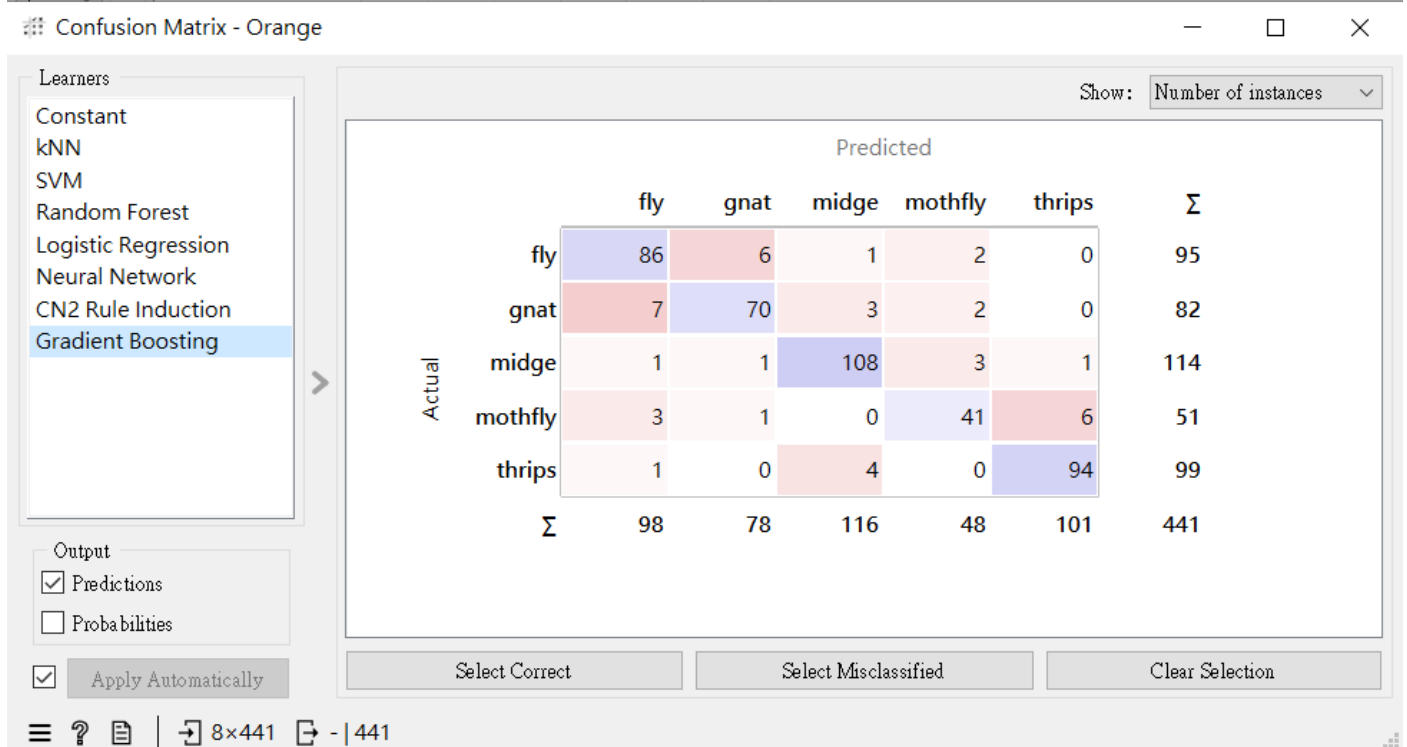 Confusion Matrix - Orange
Learners
Constant
kNN
SVM
Random Forest
Logistic Regression
Neural Network
CN2 Rule Induction
Gradient Boosting
Output
Predictions
Probabilities
Apply Automatically
Show: Number of instances
Predicted
fly gnat midge mothfly thrips Σ
Actual
fly 86 6 1 2 0 95
gnat 7 70 3 2 0 82
midge 1 1 108 3 1 114
mothfly 3 1 0 41 6 51
thrips 1 0 4 0 94 99
Σ 98 78 116 48 101 441
Select Correct Select Misclassified Clear Selection
8×441 - | 441